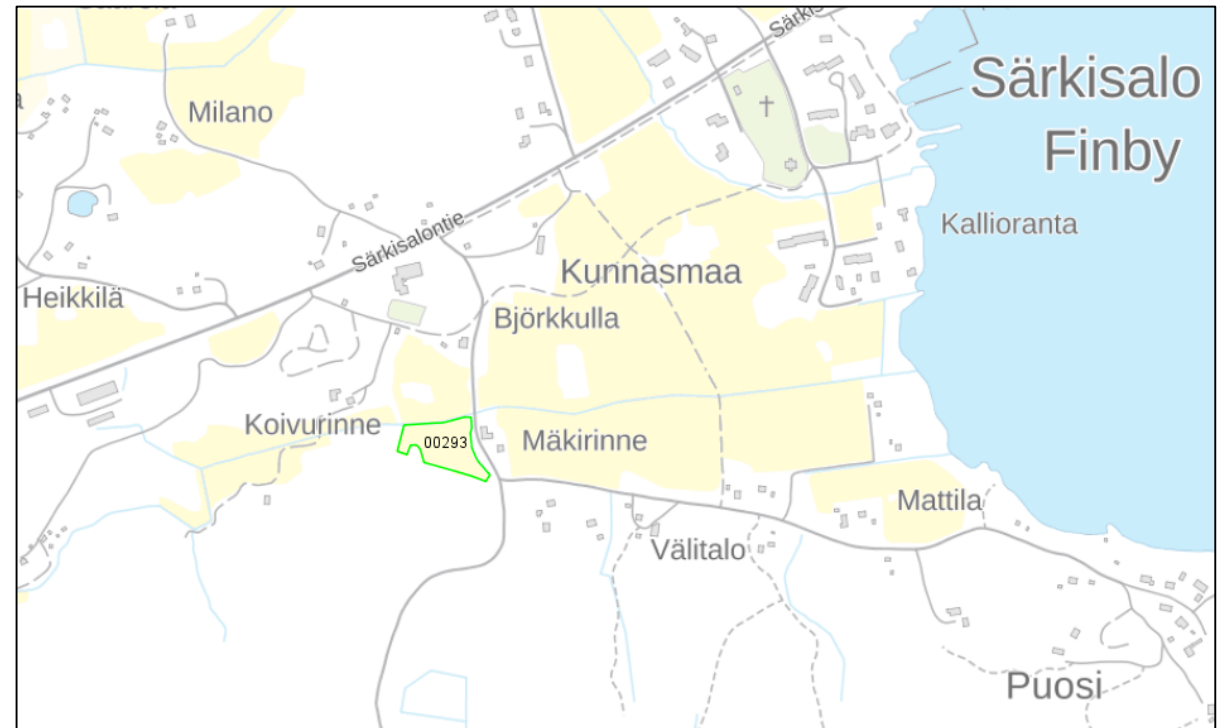 Särkisalo
Finby
Milano
Särkisalontie
Kallioranta
Kunnasmaa
Heikkilä
Björkkulla
Koivurinne
00293
Mäkirinne
Mattila
Välitalo
Puosi